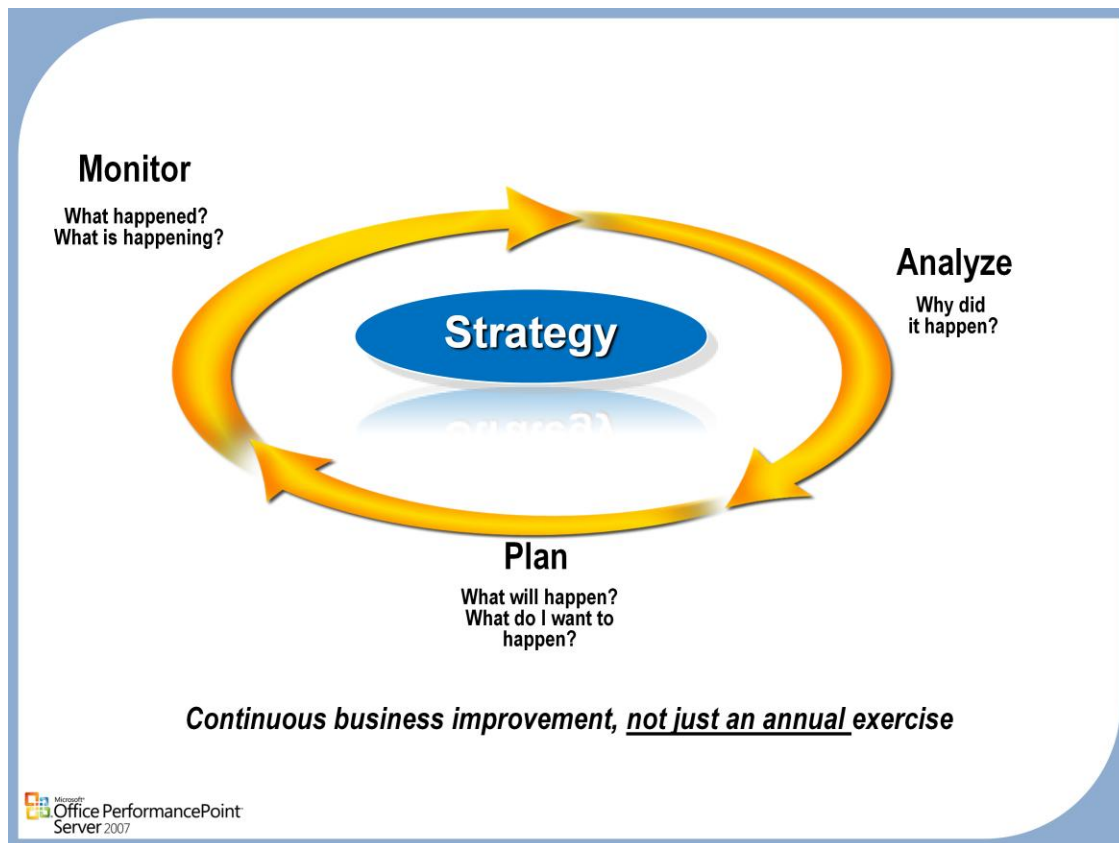 Monitor
What happened?
What is happening?
Analyze
Why did
it happen?
Strategy
Plan
What will happen?
What do I want to
happen?
Continuous business improvement, not just an annual exercise
Microsoft
Office PerformancePoint
Server 2007